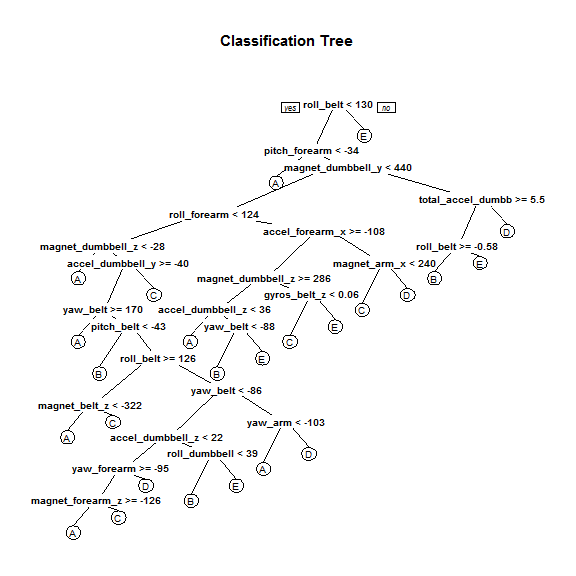 Classification Tree
yes roll_belt < 130 no
E
pitch_forearm < -34
magnet_dumbbell_y < 440
A
total_accel_dumbb >= 5.5
roll_forearm < 124
accel_forearm_x >= -108
D
magnet_dumbbell_z < -28
roll_belt >= -0.58
accel_dumbbell_y >= -40
magnet_arm_x < 240
E
A
magnet_dumbbell_z >= 286
B
C
gyros_belt_z < 0.06
D
yaw_belt >= 170
accel_dumbbell_z < 36
C
pitch_belt < -43
yaw_belt < -88
E
A
A
C
roll_belt >= 126
E
B
B
yaw_belt < -86
magnet_belt_z < -322
C
yaw_arm < -103
A
accel_dumbbell_z < 22
roll_dumbbell < 39
D
yaw_forearm >= -95
A
D
E
magnet_forearm_z >= -126
B
C
A